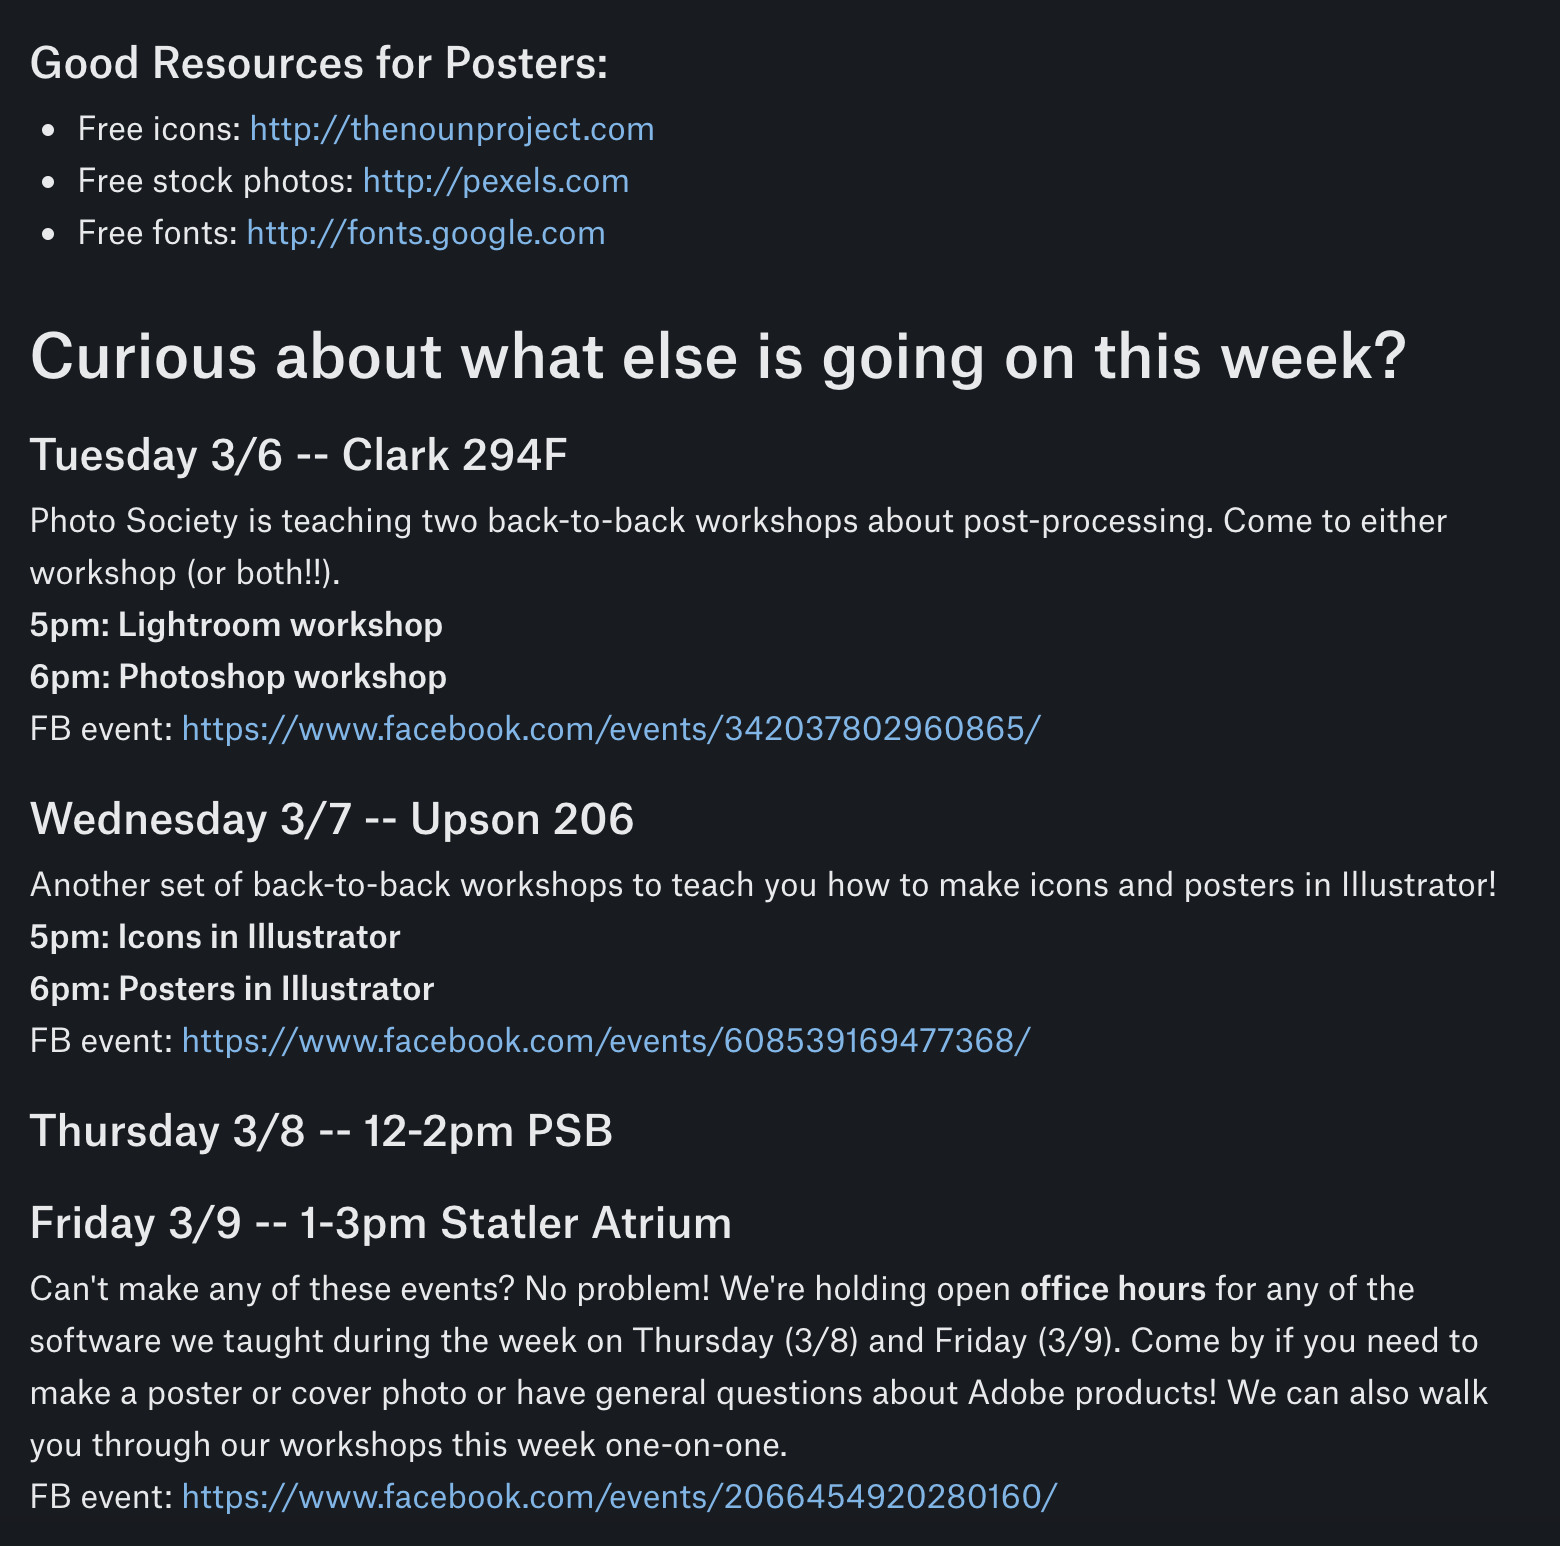 Good Resources for Posters:
• Free icons: http://thenounproject.com
• Free stock photos: http://pexels.com
• Free fonts: http://fonts.google.com
Curious about what else is going on this week?
Tuesday 3/6 -- Clark 294F
Photo Society is teaching two back-to-back workshops about post-processing. Come to either
workshop (or both!!).
5pm: Lightroom workshop
6pm: Photoshop workshop
FB event: https://www.facebook.com/events/342037802960865/
Wednesday 3/7 -- Upson 206
Another set of back-to-back workshops to teach you how to make icons and posters in Illustrator!
5pm: Icons in Illustrator
6pm: Posters in Illustrator
FB event: https://www.facebook.com/events/608539169477368/
Thursday 3/8 -- 12-2pm PSB
Friday 3/9 -- 1-3pm Statler Atrium
Can't make any of these events? No problem! We're holding open office hours for any of the
software we taught during the week on Thursday (3/8) and Friday (3/9). Come by if you need to
make a poster or cover photo or have general questions about Adobe products! We can also walk
you through our workshops this week one-on-one.
FB event: https://www.facebook.com/events/2066454920280160/